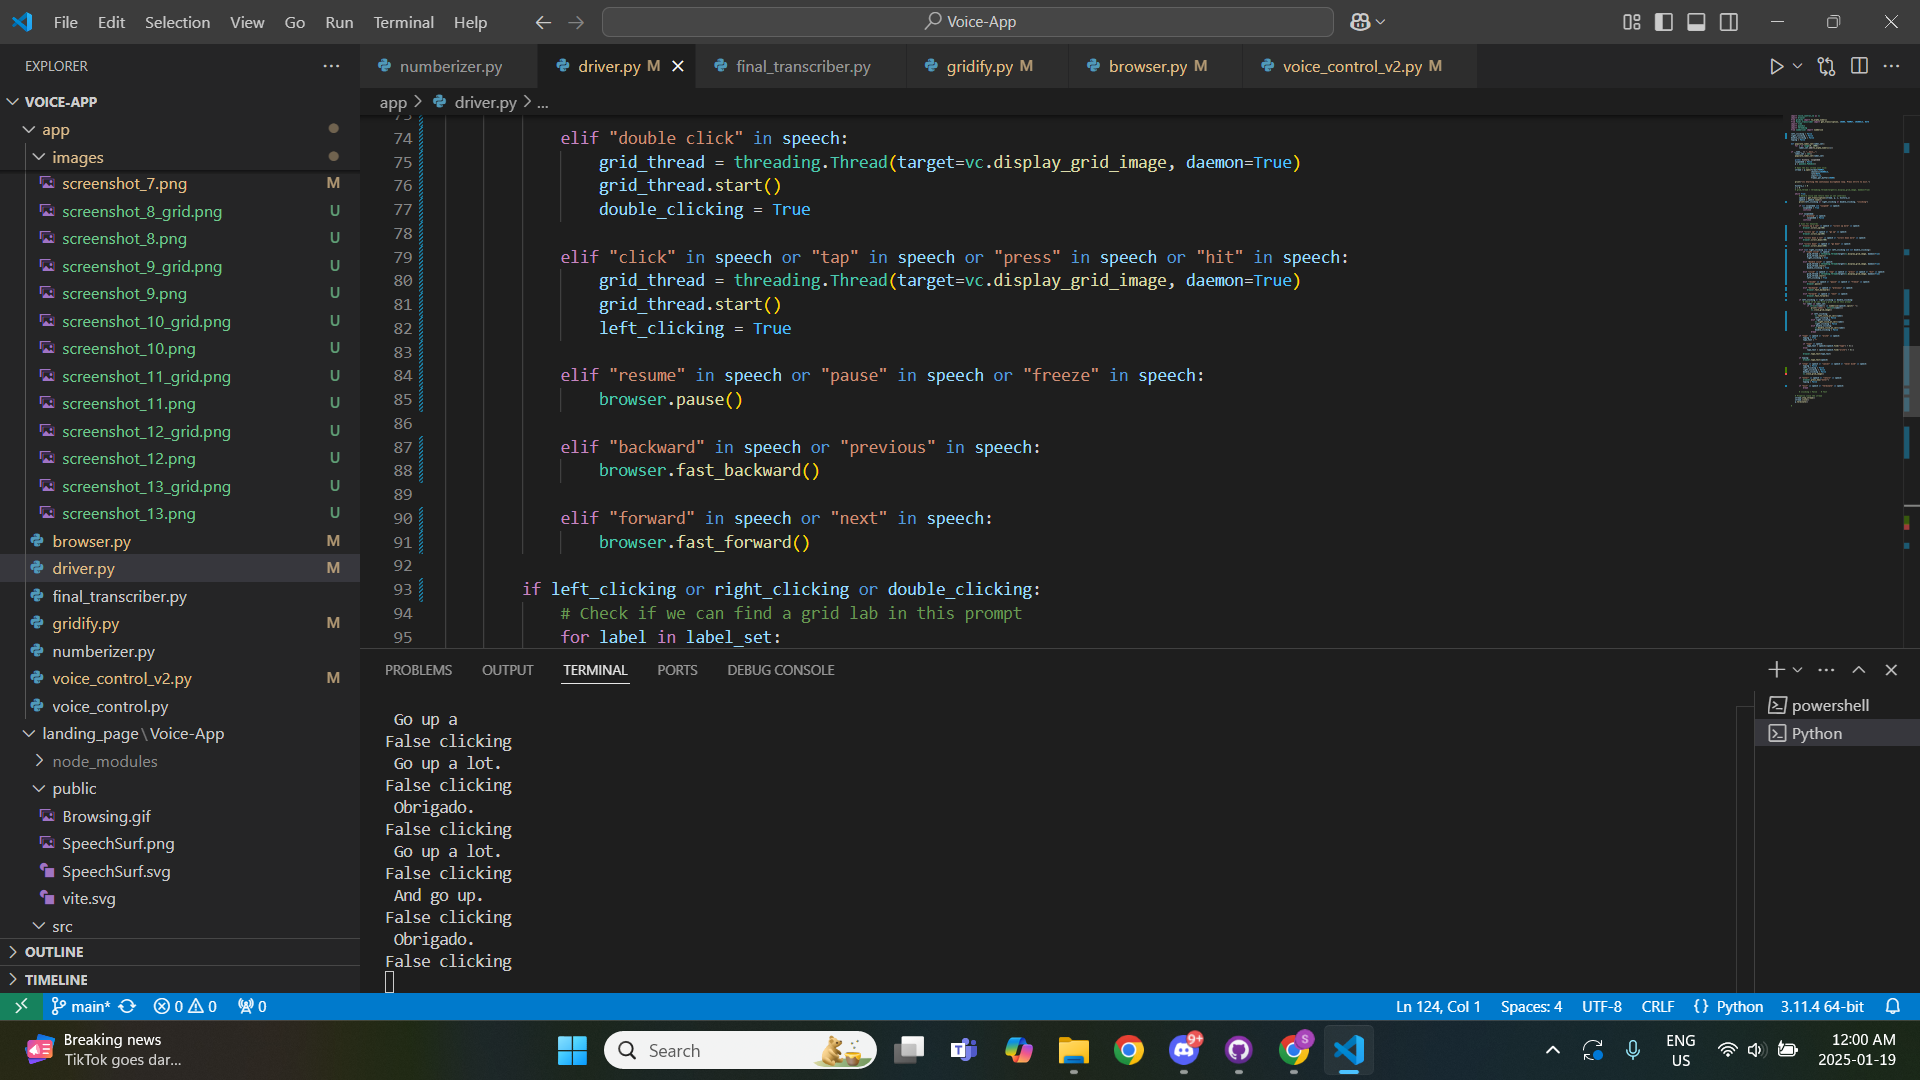 File Edit Selection View Go Run Terminal Help
Voice-App
EXPLORER
numberizer.py
driver.py M
final_transcriber.py
gridify.py M
browser.py M
voice_control_v2.py M
app > driver.py > ...
VOICE-APP
app
images
screenshot_7.png M
screenshot_8_grid.png U
screenshot_8.png U
screenshot_9_grid.png U
screenshot_9.png U
screenshot_10_grid.png U
screenshot_10.png U
screenshot_11_grid.png U
screenshot_11.png U
screenshot_12_grid.png U
screenshot_12.png U
screenshot_13_grid.png U
screenshot_13.png U
browser.py M
driver.py M
final_transcriber.py
gridify.py M
numberizer.py
voice_control_v2.py M
voice_control.py
landing_page\Voice-App
node_modules
public
Browsing.gif
SpeechSurf.png
SpeechSurf.svg
vite.svg
src
OUTLINE
TIMELINE
73
74 elif "double click" in speech:
75 grid_thread = threading.Thread(target=vc.display_grid_image, daemon=True)
76 grid_thread.start()
77 double_clicking = True
78
79 elif "click" in speech or "tap" in speech or "press" in speech or "hit" in speech:
80 grid_thread = threading.Thread(target=vc.display_grid_image, daemon=True)
81 grid_thread.start()
82 left_clicking = True
83
84 elif "resume" in speech or "pause" in speech or "freeze" in speech:
85 browser.pause()
86
87 elif "backward" in speech or "previous" in speech:
88 browser.fast_backward()
89
90 elif "forward" in speech or "next" in speech:
91 browser.fast_forward()
92
93 if left_clicking or right_clicking or double_clicking:
94 # Check if we can find a grid lab in this prompt
95 for label in label_set:
PROBLEMS OUTPUT TERMINAL PORTS DEBUG CONSOLE
Go up a
False clicking
Go up a lot.
False clicking
Obrigado.
False clicking
Go up a lot.
False clicking
And go up.
False clicking
Obrigado.
False clicking
powershell
Python
main* 0 0 0
Ln 124, Col 1 Spaces: 4 UTF-8 CRLF {} Python 3.11.4 64-bit
Breaking news
TikTok goes dar...
Search
9+
S
ENG
US
12:00 AM
2025-01-19